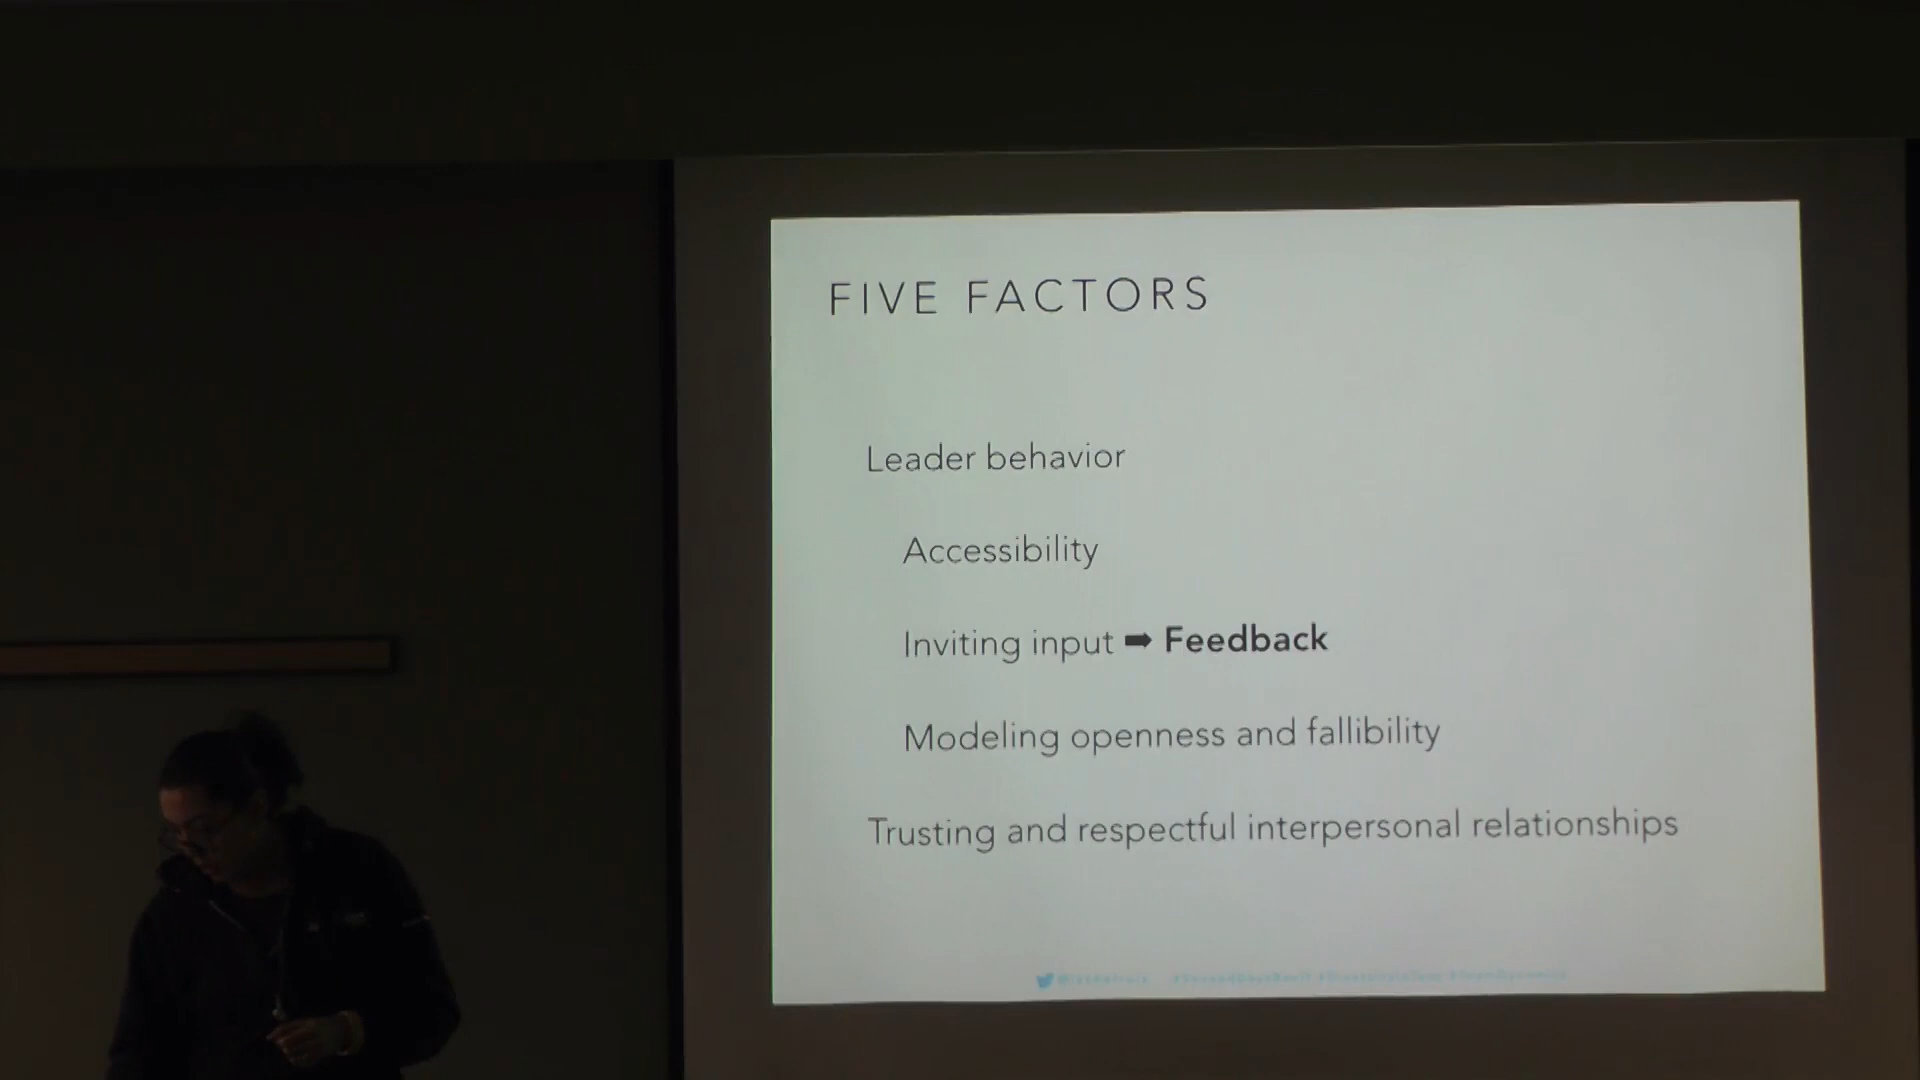 FIVE FACTORS
Leader behavior
Accessibility
Inviting input ➡ Feedback
Modeling openness and fallibility
Trusting and respectful interpersonal relationships